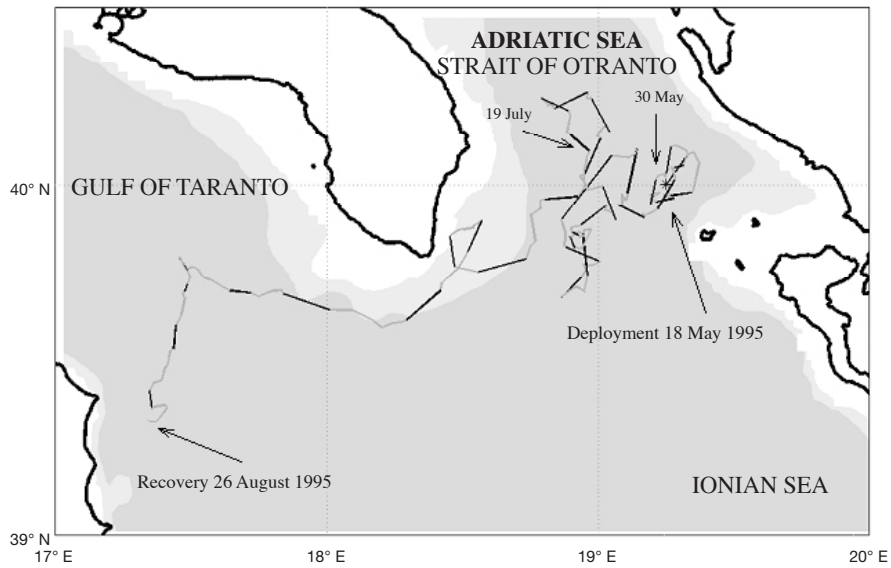 ADRIATIC SEA
STRAIT OF OTRANTO
30 May
19 July
40° N
GULF OF TARANTO
Deployment 18 May 1995
Recovery 26 August 1995
IONIAN SEA
39° N
17° E
18° E
19° E
20° E